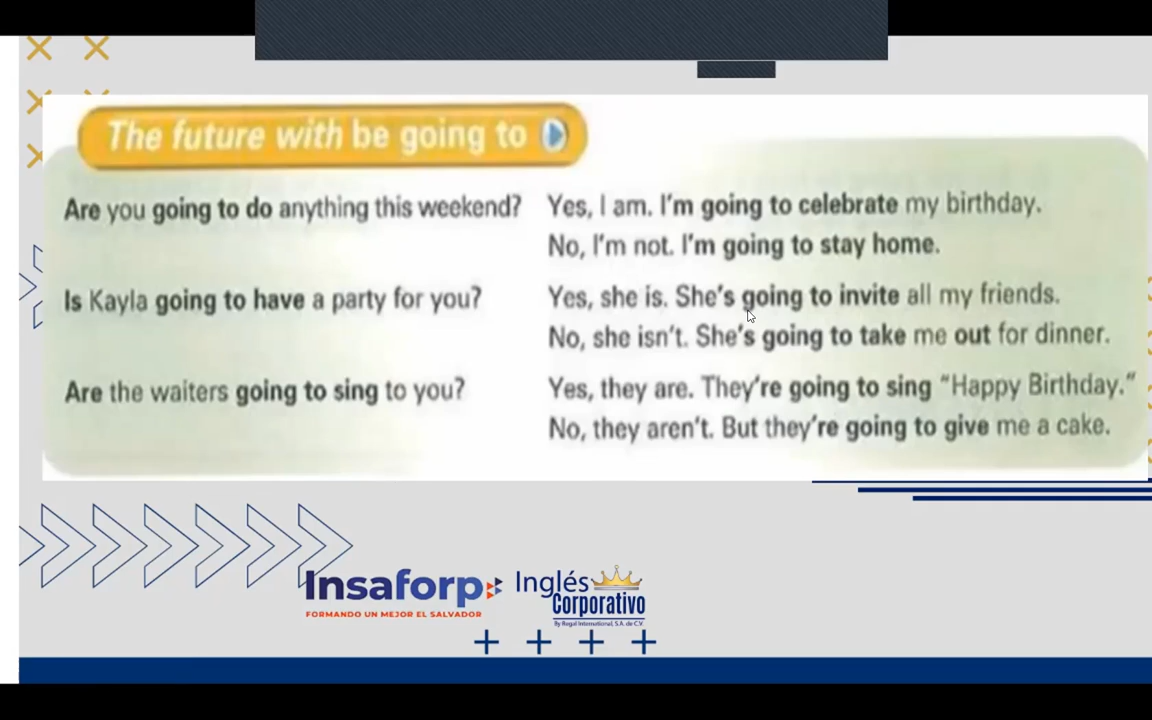 The future with be going to
Are you going to do anything this weekend?
Yes, I am. I'm going to celebrate my birthday.
No, I'm not. I'm going to stay home.
Is Kayla going to have a party for you?
Yes, she is. She's going to invite all my friends.
No, she isn't. She's going to take me out for dinner.
Are the waiters going to sing to you?
Yes, they are. They're going to sing “Happy Birthday.”
No, they aren't. But they're going to give me a cake.
Insaforp
FORMANDO UN MEJOR EL SALVADOR
Inglés
Corporativo
By Regal International, S.A. de C.V.